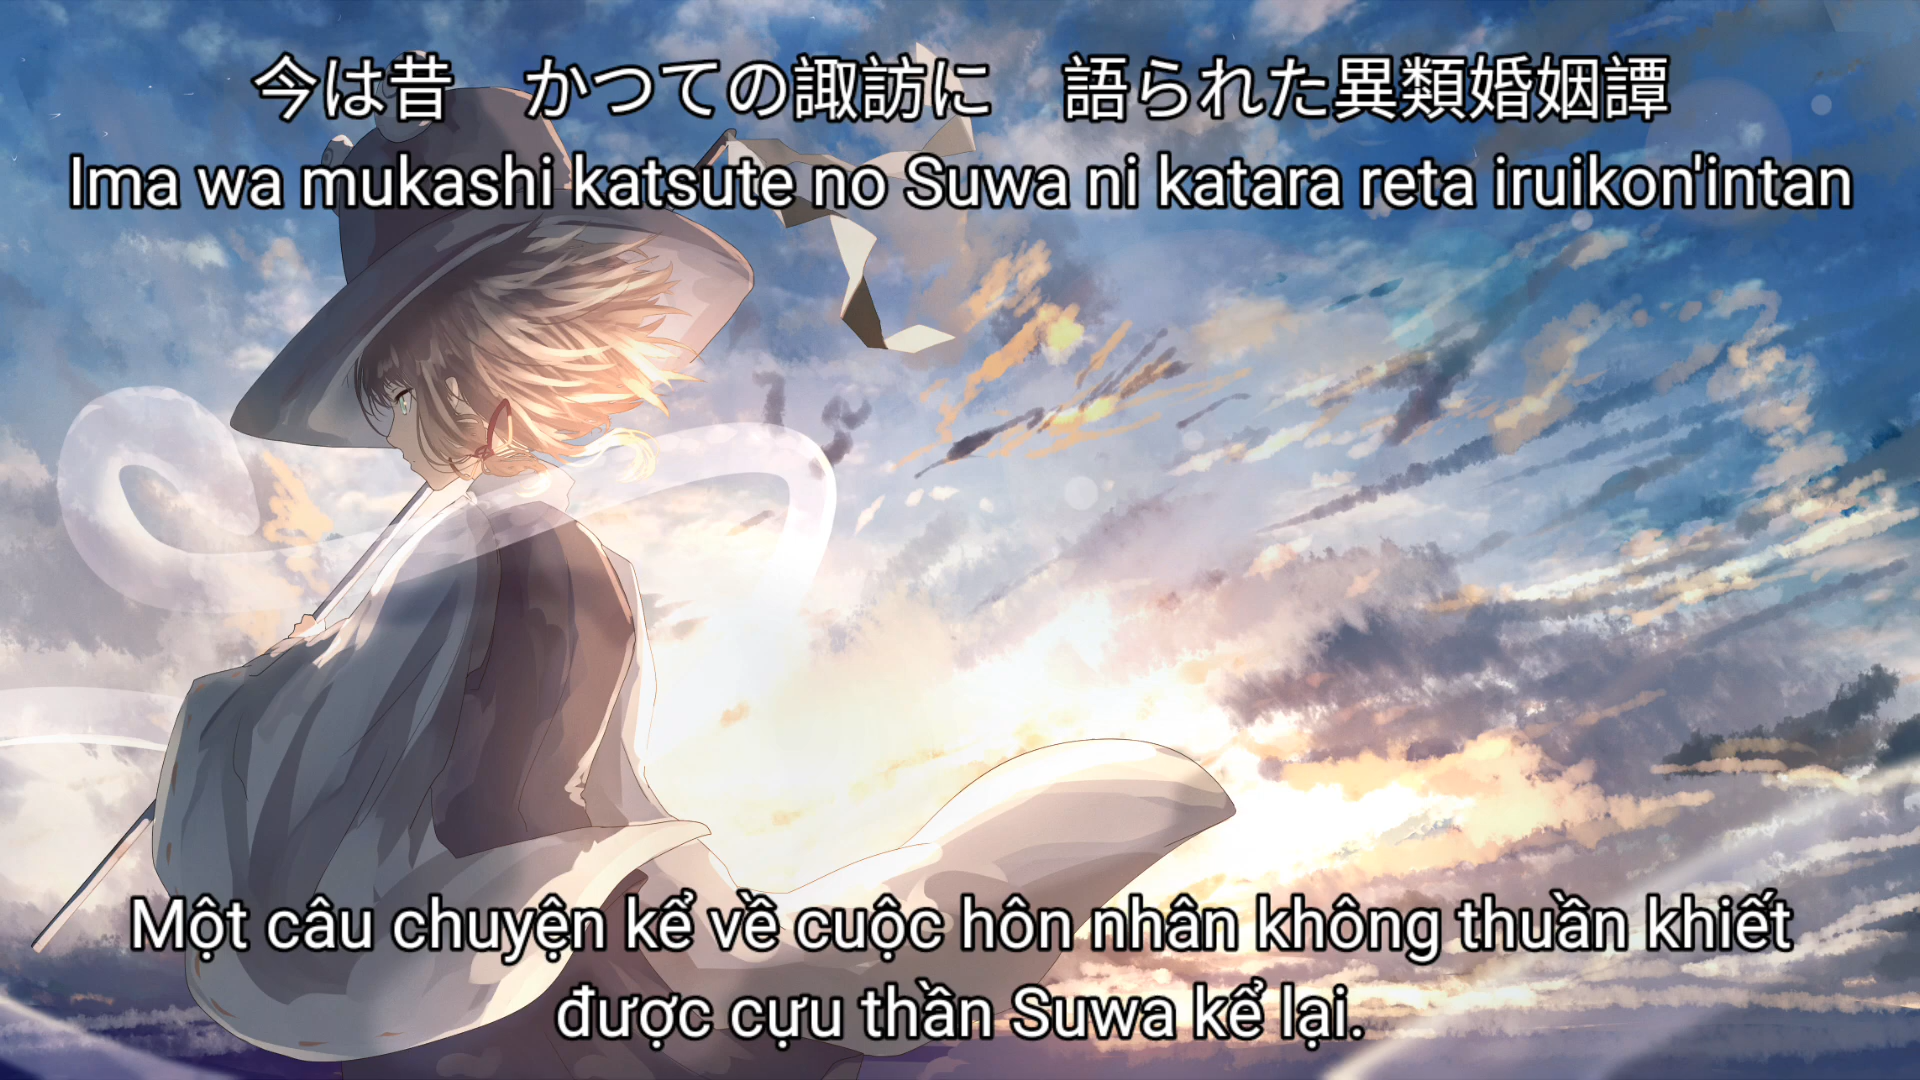 今は昔　かつての諏訪に　語られた異類婚姻譚
Ima wa mukashi katsute no Suwa ni katara reta iruikon'intan
Một câu chuyện kể về cuộc hôn nhân không thuần khiết
được cựu thần Suwa kể lại.